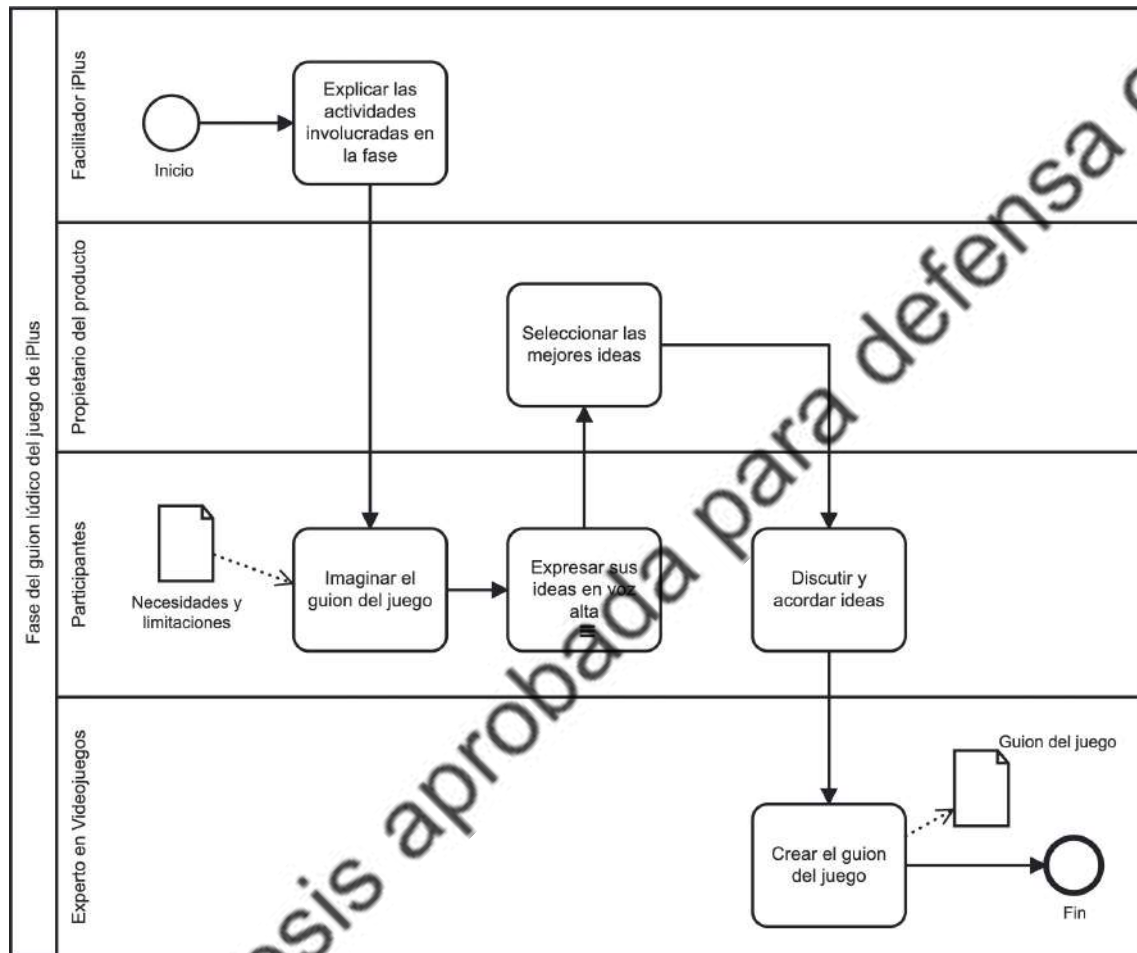 Fase del guion lúdico del juego de iPlus
Facilitador iPlus
Inicio
Explicar las
actividades
involucradas en
la fase
Propietario del producto
Seleccionar las
mejores ideas
Participantes
Necesidades y
limitaciones
Imaginar el
guion del juego
Expresar sus
ideas en voz
alta
Discutir y
acordar ideas
Experto en Videojuegos
Guion del juego
Crear el guion
del juego
Fin
esis aprobada para defensa